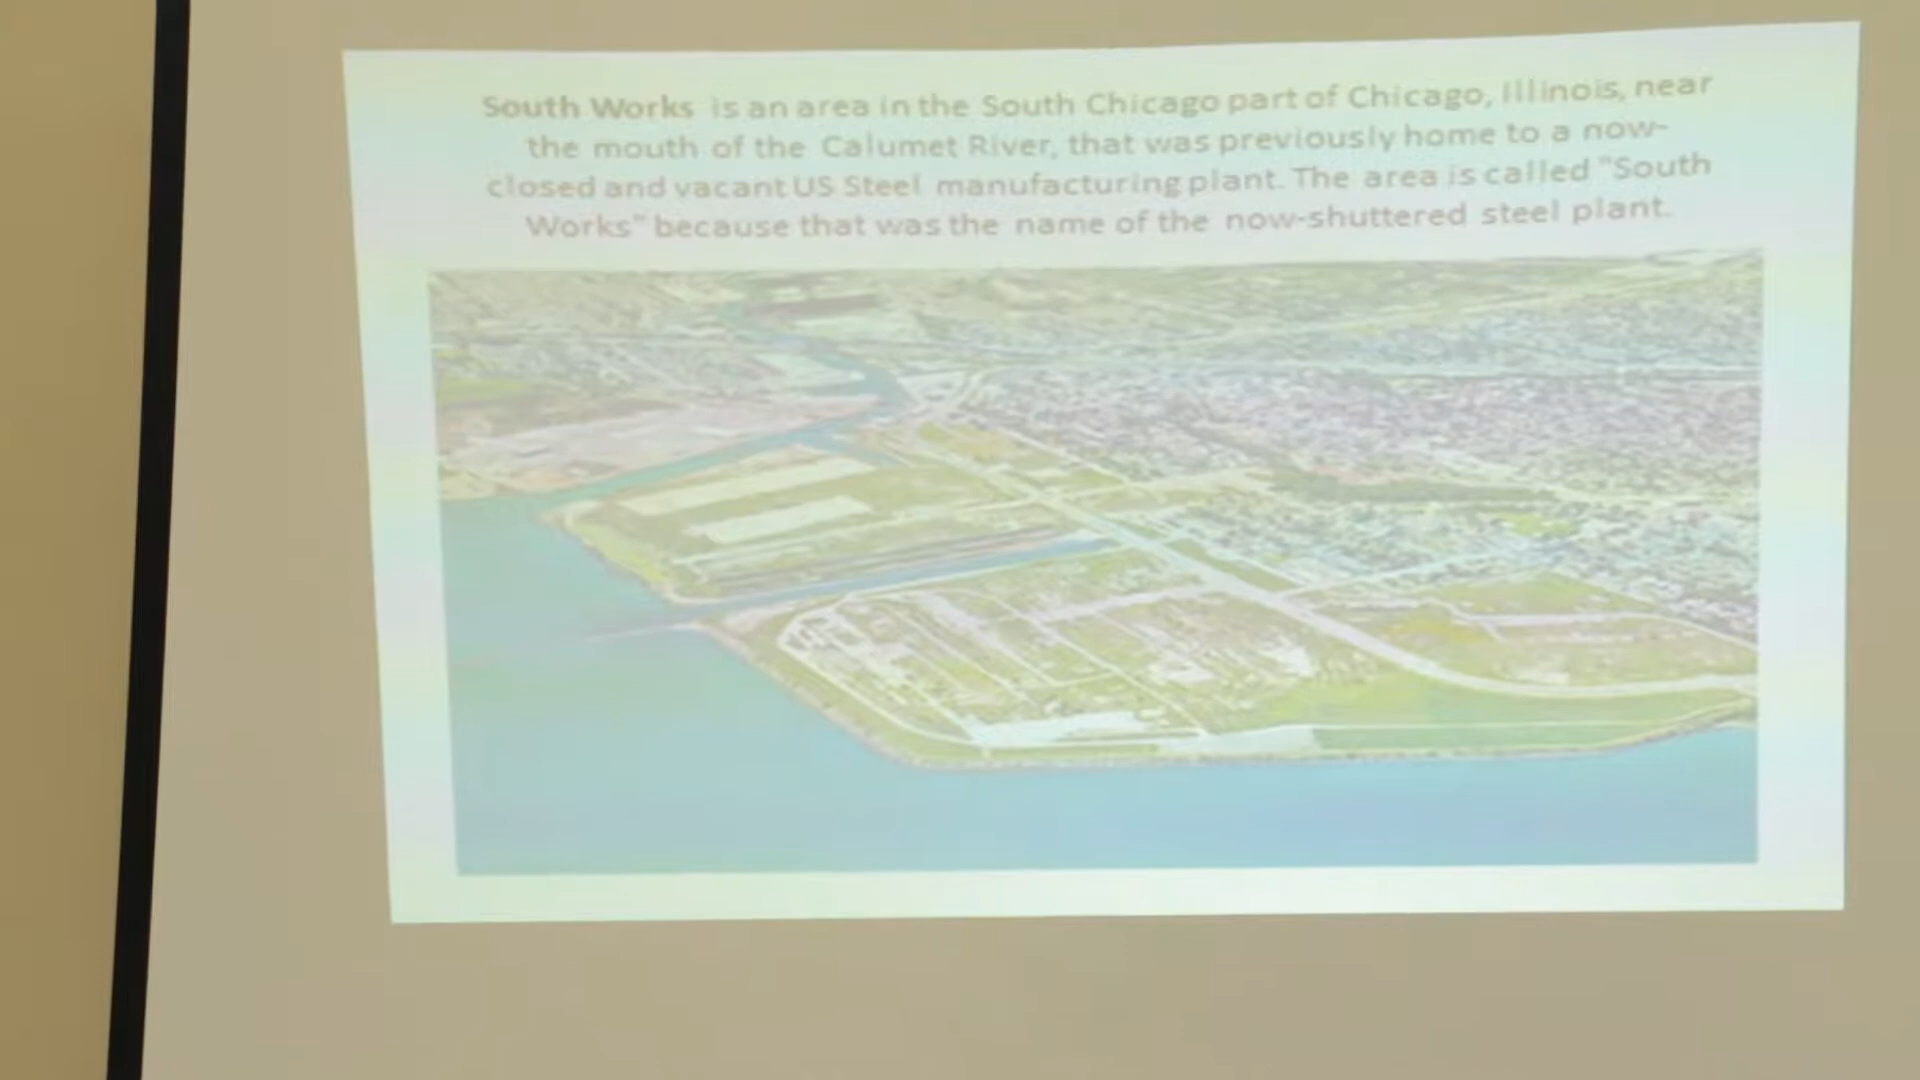 South Works is an area in the South Chicago part of Chicago, Illinois, near
the mouth of the Calumet River, that was previously home to a now-
closed and vacant US Steel manufacturing plant. The area is called "South
Works" because that was the name of the now-shuttered steel plant.